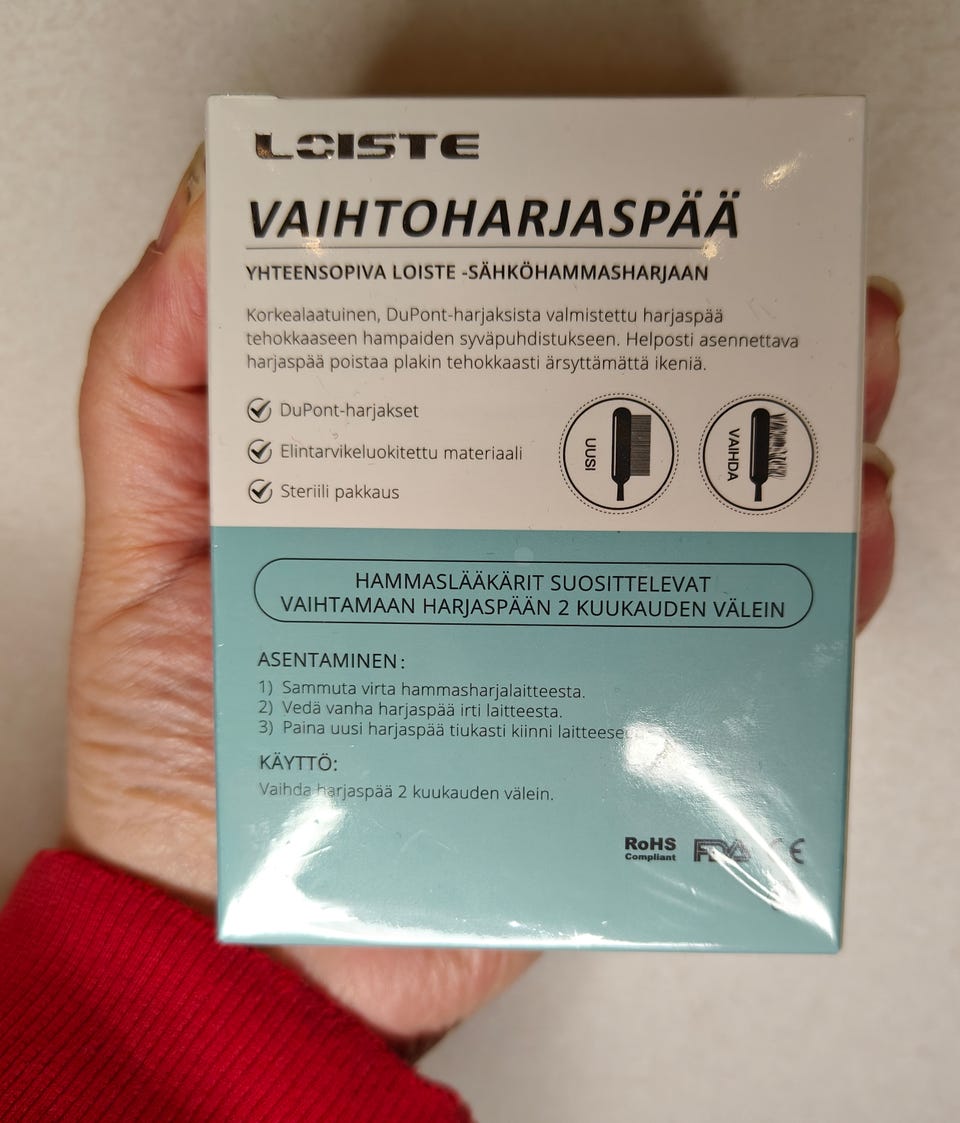 LOISTE
VAIHTOHARJASPÄÄ
YHTEENSOPIVA LOISTE -SÄHKÖHAMMASHARJAAN
Korkealaatuinen, DuPont-harjaksista valmistettu harjaspää
tehokkaaseen hampaiden syväpuhdistukseen. Helposti asennettava
harjaspää poistaa plakin tehokkaasti ärsyttämättä ikeniä.
DuPont-harjakset
Elintarvikeluokitettu materiaali
Steriili pakkaus
UUSI
VAIHDA
HAMMASLÄÄKÄRIT SUOSITTELEVAT
VAIHTAMAAN HARJASPÄÄN 2 KUUKAUDEN VÄLEIN
ASENTAMINEN:
1) Sammuta virta hammasharjalaitteesta.
2) Vedä vanha harjaspää irti laitteesta.
3) Paina uusi harjaspää tiukasti kiinni
KÄYTTÖ:
Vaihda harjaspää 2 kuukauden välein.
RoHS
Compliant
FDA CE